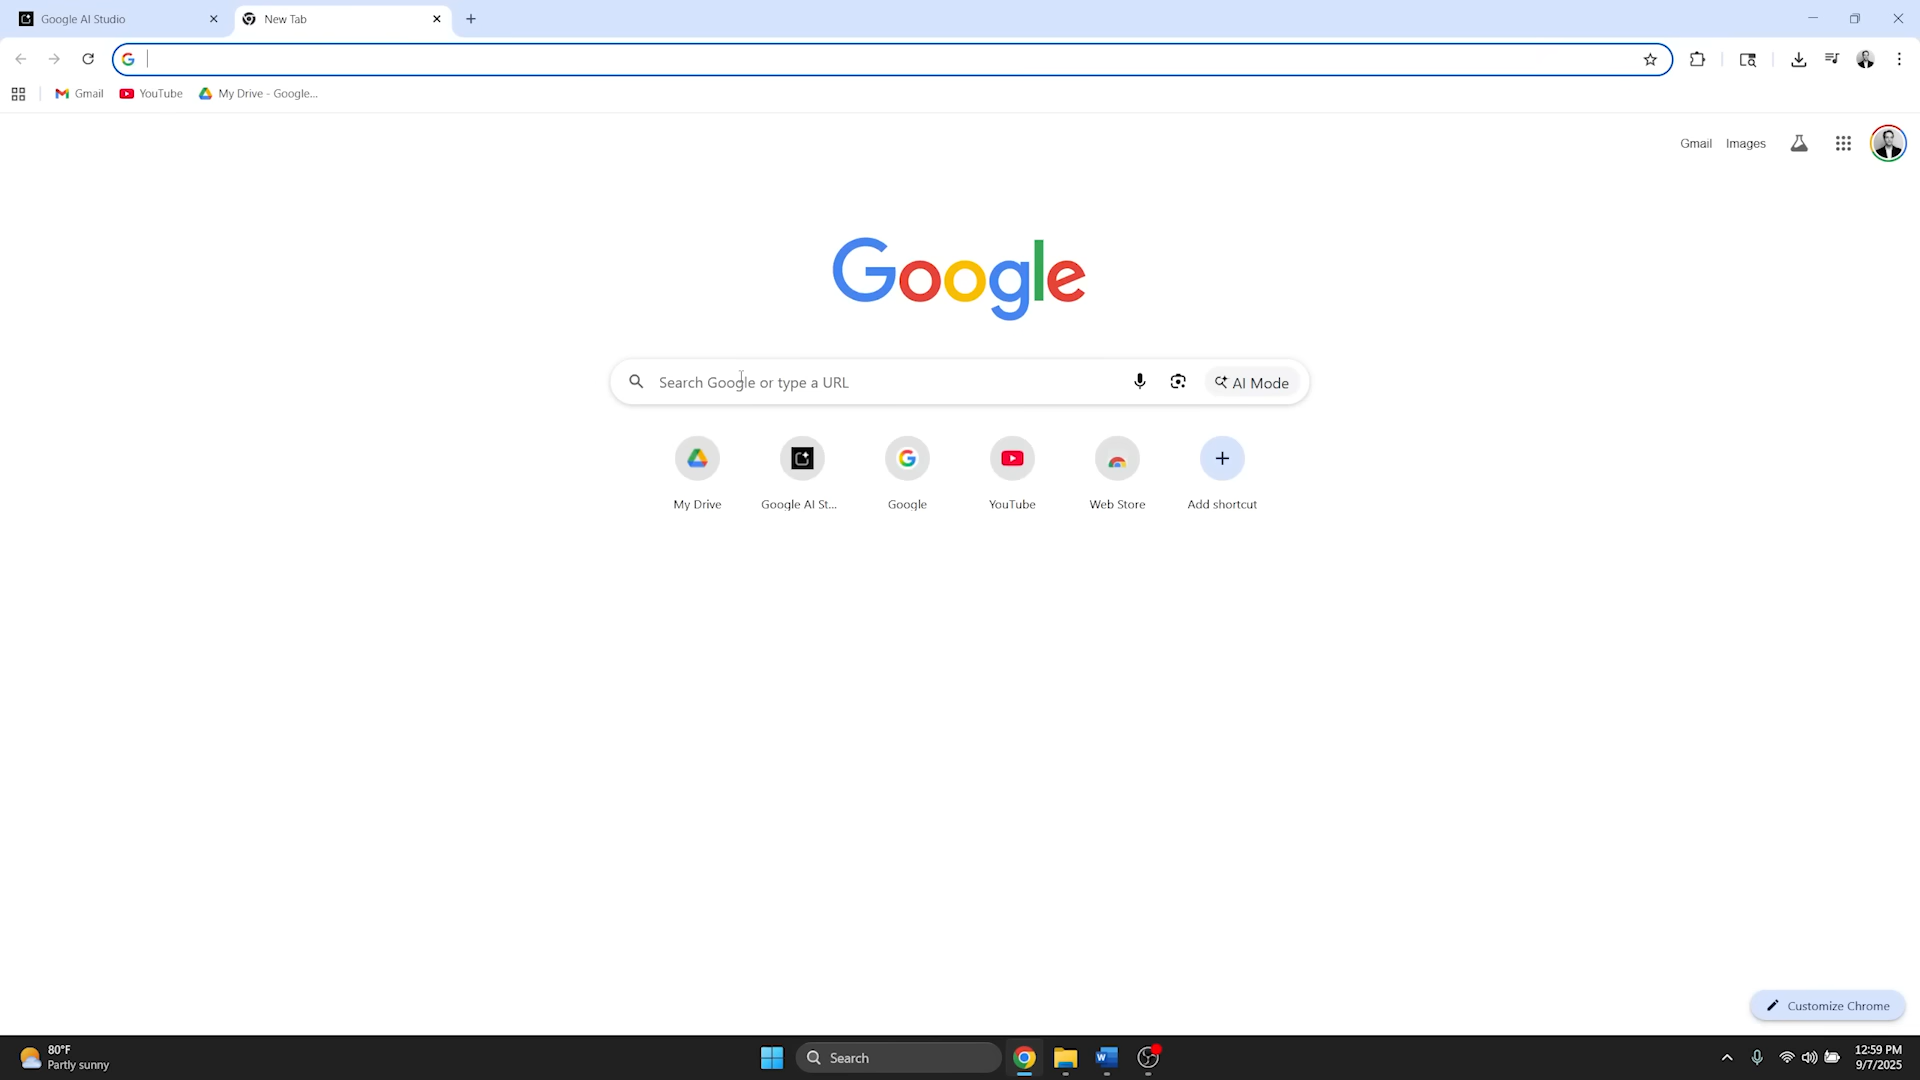 Google AI Studio
New Tab
Gmail
YouTube
My Drive - Google...
Gmail
Images
Google
Search Google or type a URL
AI Mode
My Drive
Google AI St...
Google
YouTube
Web Store
Add shortcut
Customize Chrome
80°F
Partly sunny
Search
12:59 PM
9/7/2025